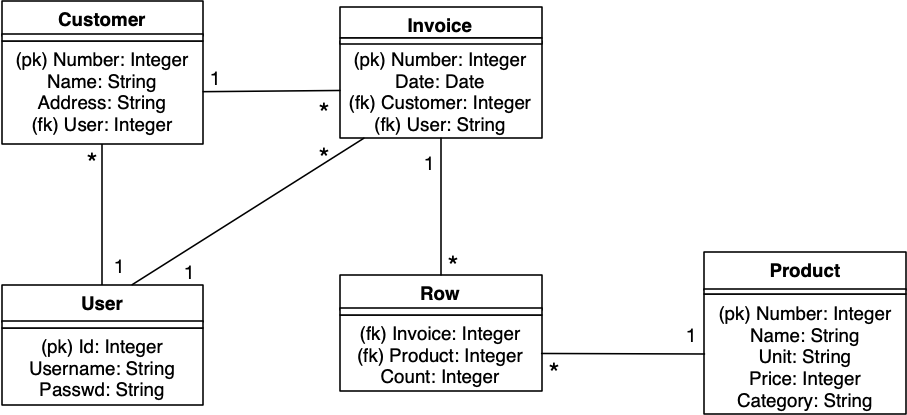 Customer
(pk) Number: Integer
Name: String
Address: String
(fk) User: Integer
Invoice
(pk) Number: Integer
Date: Date
(fk) Customer: Integer
(fk) User: String
1
*
*
1
*
1
1
*
User
(pk) Id: Integer
Username: String
Passwd: String
Row
(fk) Invoice: Integer
(fk) Product: Integer
Count: Integer
*
1
Product
(pk) Number: Integer
Name: String
Unit: String
Price: Integer
Category: String